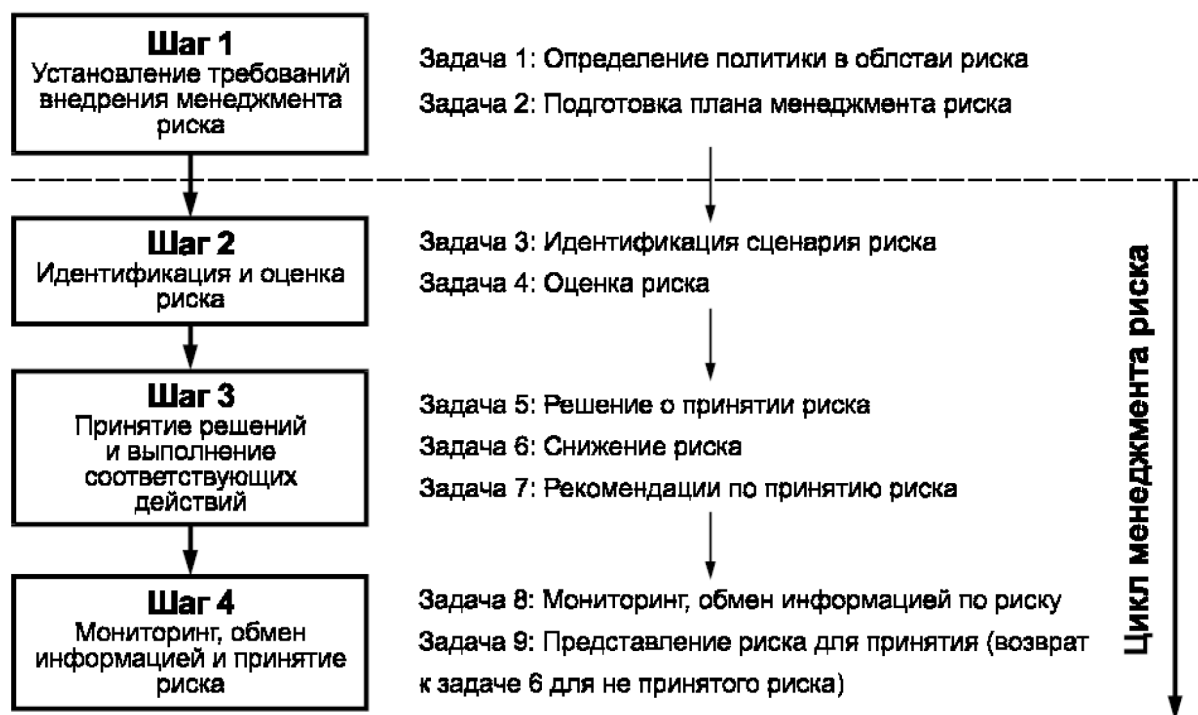 Шаг 1
Установление требований
внедрения менеджмента
риска
Задача 1: Определение политики в облстаи риска
Задача 2: Подготовка плана менеджмента риска
Шаг 2
Идентификация и оценка
риска
Задача 3: Идентификация сценария риска
Задача 4: Оценка риска
Шаг 3
Принятие решений
и выполнение
соответствующих
действий
Задача 5: Решение о принятии риска
Задача 6: Снижение риска
Задача 7: Рекомендации по принятию риска
Шаг 4
Мониторинг, обмен
информацией и принятие
риска
Задача 8: Мониторинг, обмен информацией по риску
Задача 9: Представление риска для принятия (возврат
к задаче 6 для не принятого риска)
Цикл менеджмента риска